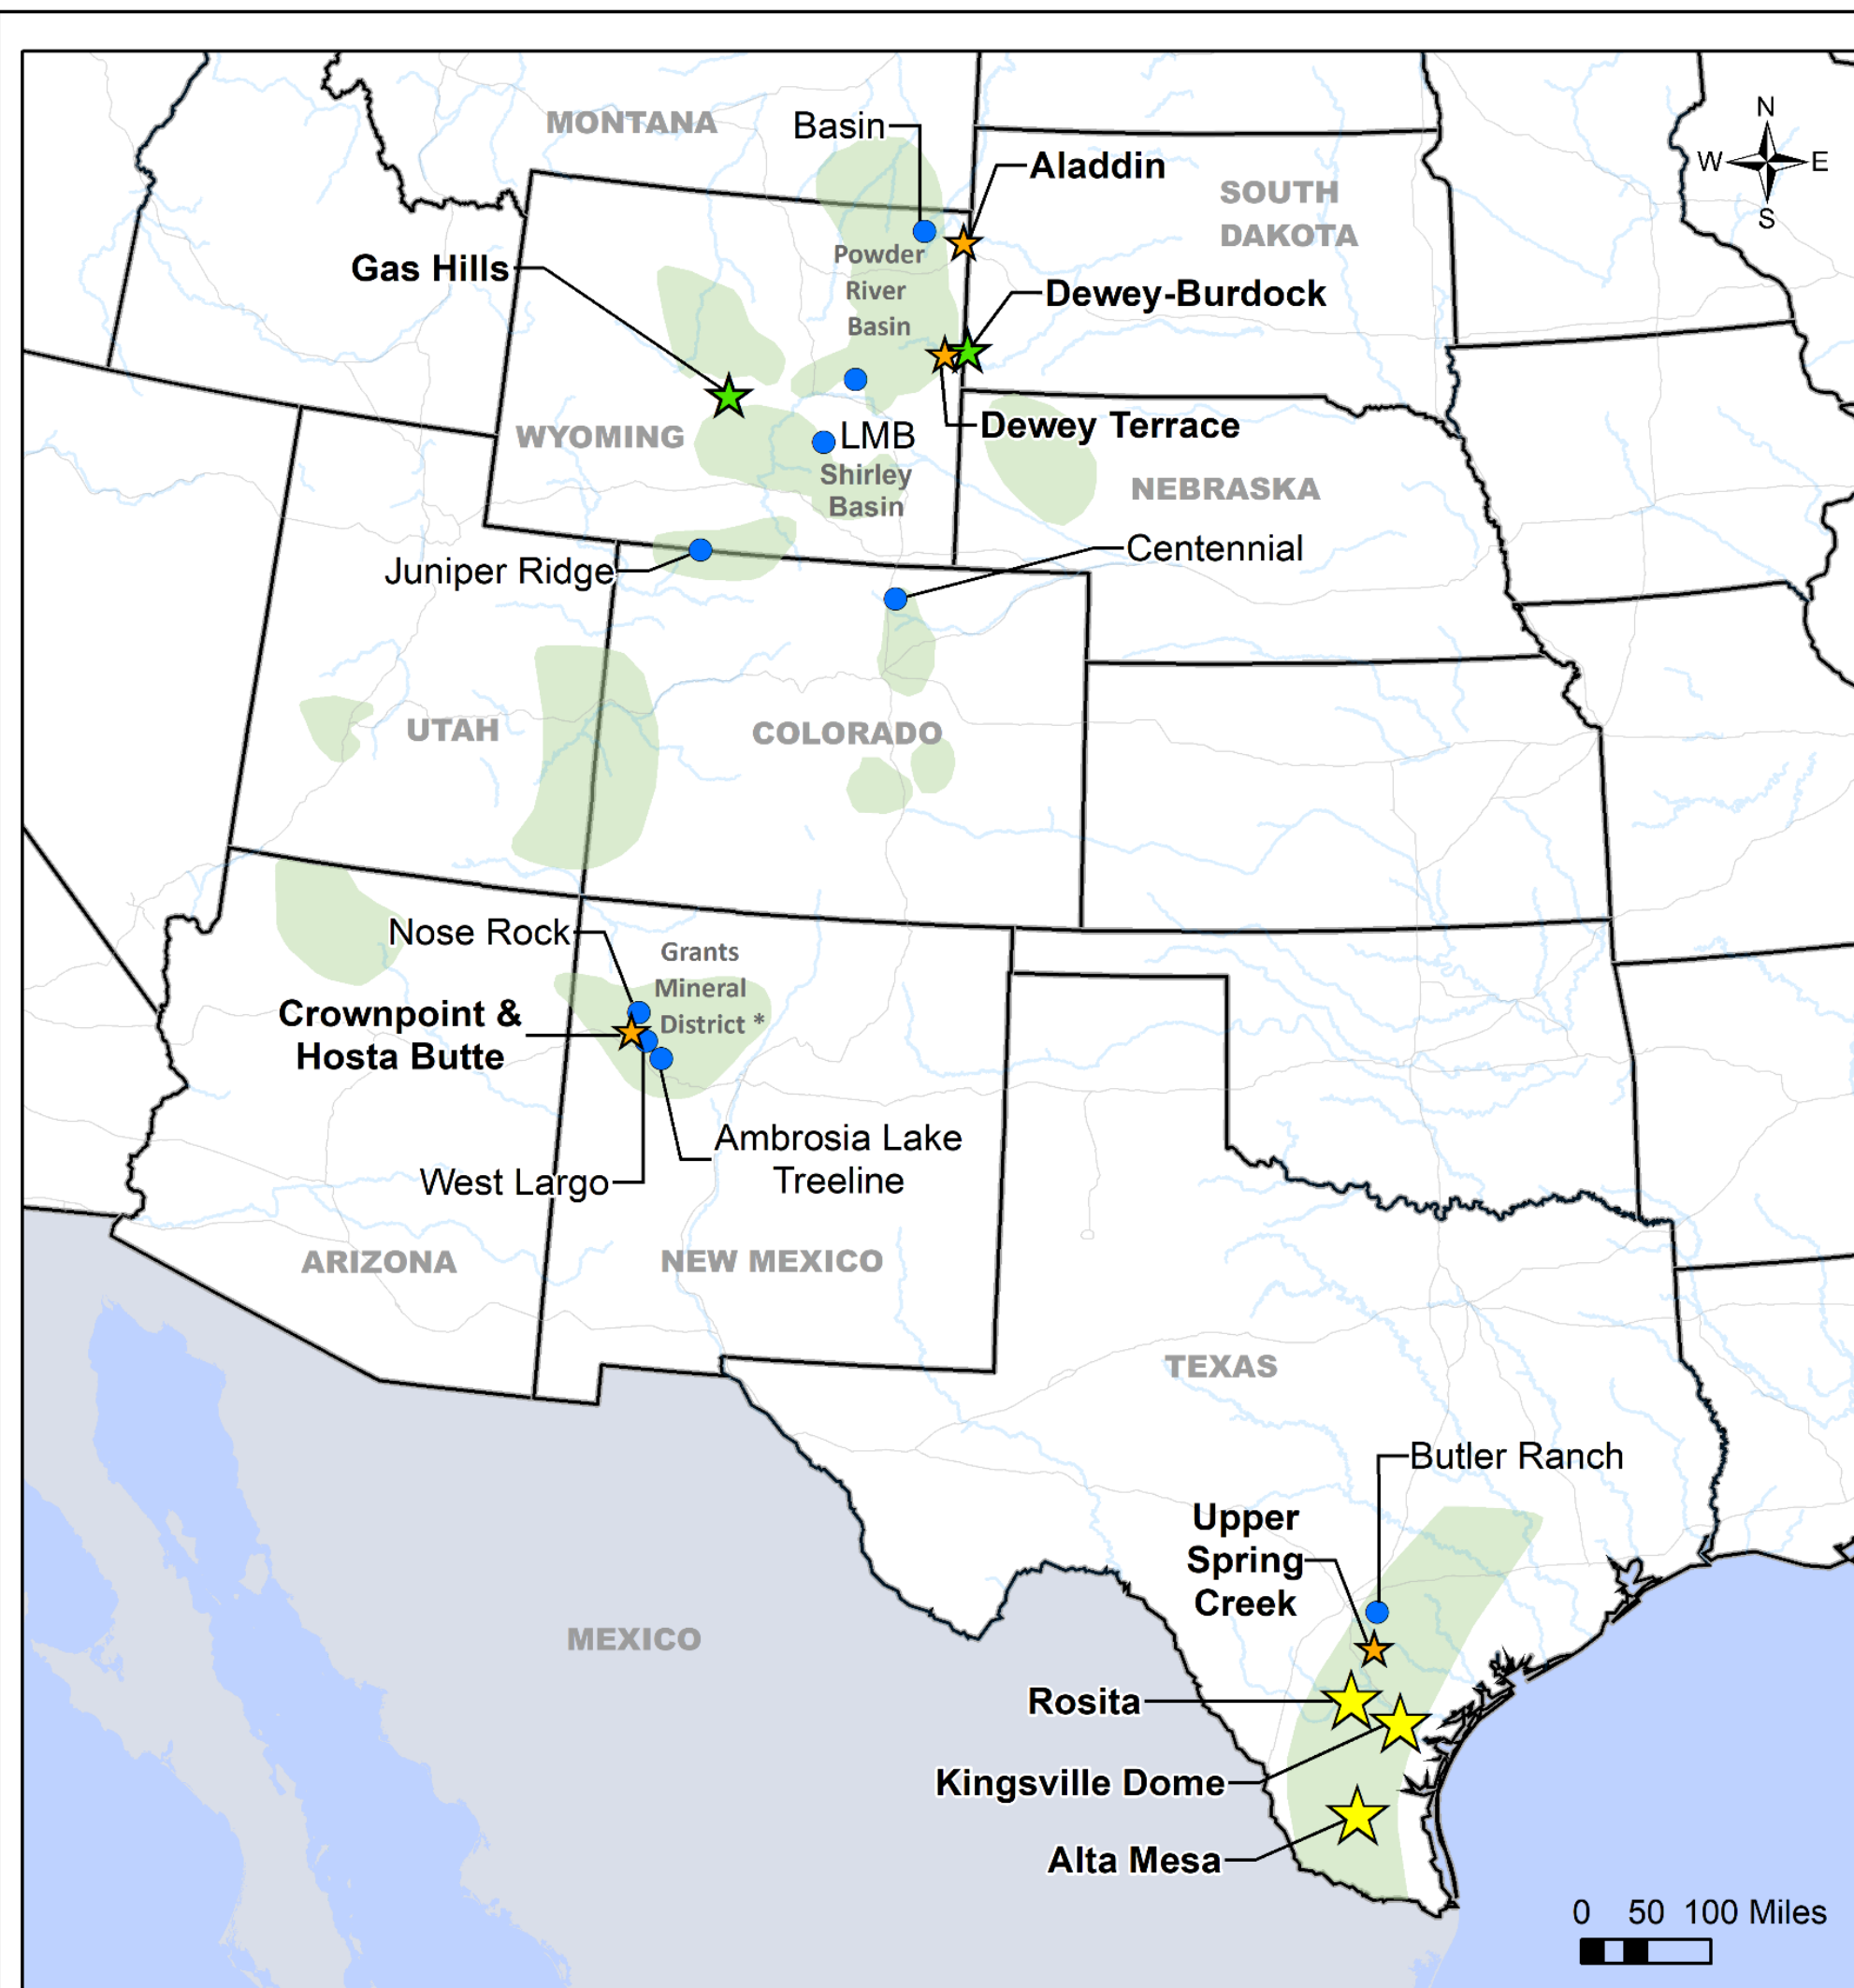 MONTANA
Basin
N
W
E
S
Aladdin
SOUTH
DAKOTA
Gas Hills
Powder
River
Basin
Dewey-Burdock
Dewey Terrace
WYOMING
LMB
Shirley
Basin
NEBRASKA
Centennial
Juniper Ridge
UTAH
COLORADO
Nose Rock
Grants
Mineral
District *
Crownpoint &
Hosta Butte
Ambrosia Lake
Treeline
West Largo
ARIZONA
NEW MEXICO
TEXAS
Butler Ranch
Upper
Spring
Creek
MEXICO
Rosita
Kingsville Dome
Alta Mesa
0 50 100 Miles